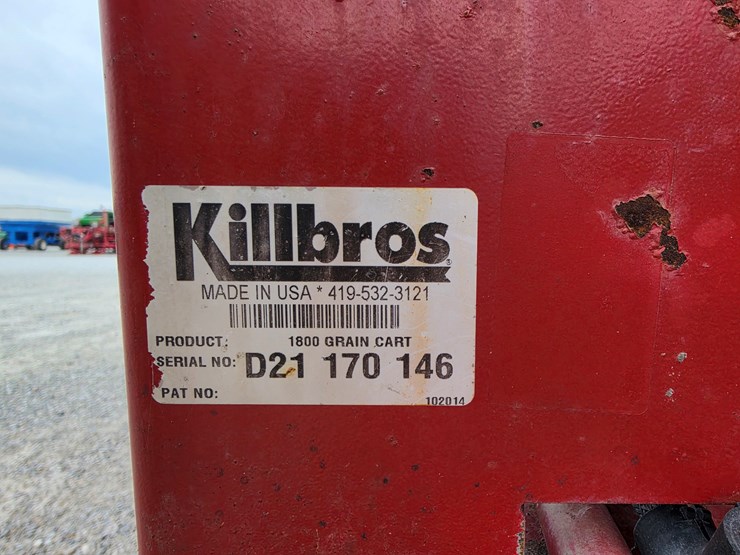 Killbros®
MADE IN USA * 419-532-3121
PRODUCT: 1800 GRAIN CART
SERIAL NO: D21 170 146
PAT NO:
102014